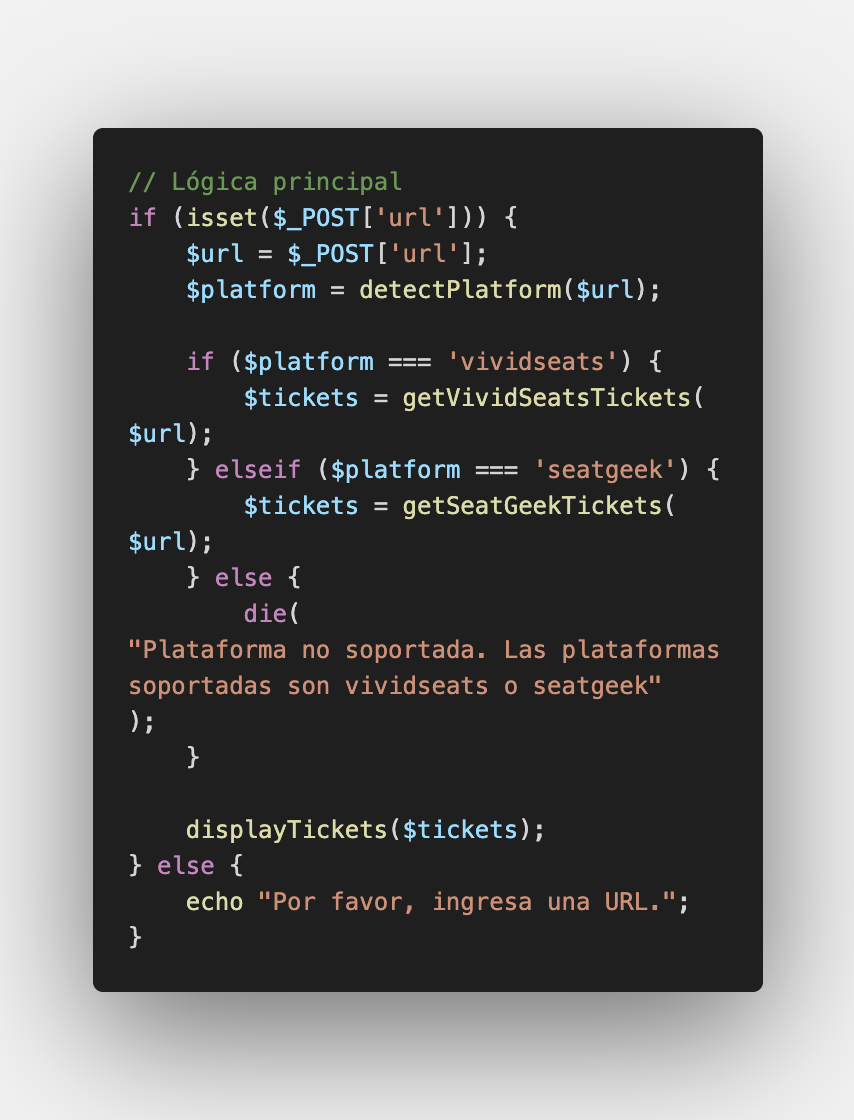 // Lógica principal
if (isset($_POST['url'])) {
    $url = $_POST['url'];
    $platform = detectPlatform($url);

    if ($platform === 'vividseats') {
        $tickets = getVividSeatsTickets(
$url);
    } elseif ($platform === 'seatgeek') {
        $tickets = getSeatGeekTickets(
$url);
    } else {
        die(
"Plataforma no soportada. Las plataformas
soportadas son vividseats o seatgeek"
);
    }

    displayTickets($tickets);
} else {
    echo "Por favor, ingresa una URL.";
}